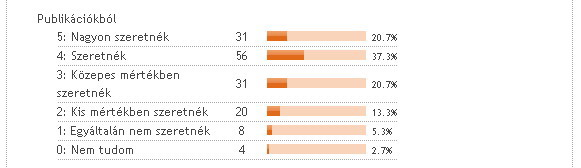 Publikációkból
5: Nagyon szeretnék 31 20.7%
4: Szeretnék 56 37.3%
3: Közepes mértékben
szeretnék 31 20.7%
2: Kis mértékben szeretnék 20 13.3%
1: Egyáltalán nem szeretnék 8 5.3%
0: Nem tudom 4 2.7%